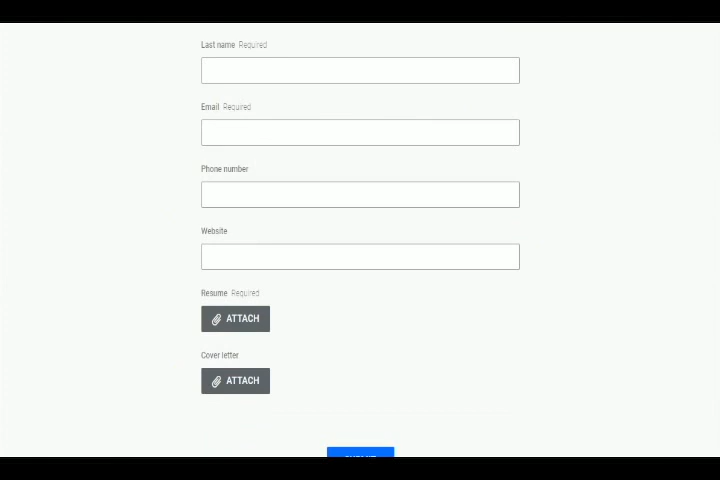 Last name Required
Email Required
Phone number
Website
Resume Required
ATTACH
Cover letter
ATTACH